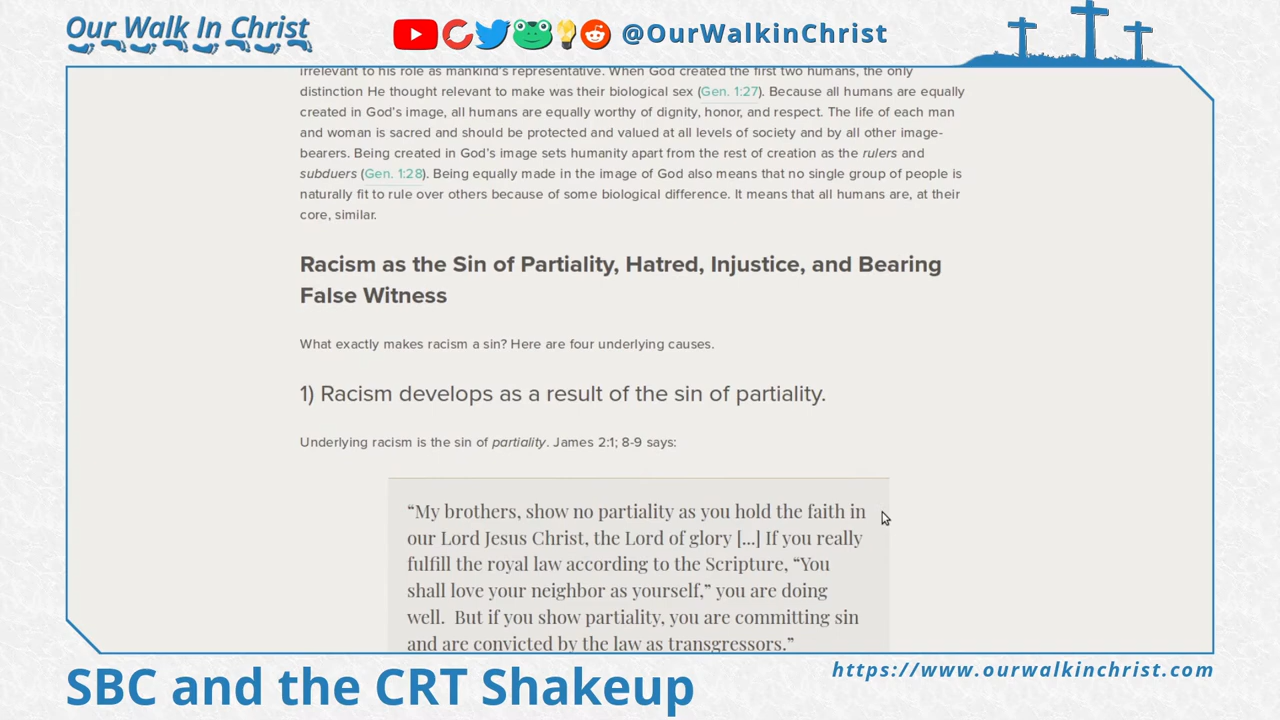 Our Walk In Christ
@OurWalkinChrist
irrelevant to his role as mankind's representative. When God created the first two humans, the only
distinction He thought relevant to make was their biological sex (Gen. 1:27). Because all humans are equally
created in God's image, all humans are equally worthy of dignity, honor, and respect. The life of each man
and woman is sacred and should be protected and valued at all levels of society and by all other image-
bearers. Being created in God's image sets humanity apart from the rest of creation as the rulers and
subduers (Gen. 1:28). Being equally made in the image of God also means that no single group of people is
naturally fit to rule over others because of some biological difference. It means that all humans are, at their
core, similar.
Racism as the Sin of Partiality, Hatred, Injustice, and Bearing
False Witness
What exactly makes racism a sin? Here are four underlying causes.
1) Racism develops as a result of the sin of partiality.
Underlying racism is the sin of partiality. James 2:1; 8-9 says:
“My brothers, show no partiality as you hold the faith in
our Lord Jesus Christ, the Lord of glory [...] If you really
fulfill the royal law according to the Scripture, “You
shall love your neighbor as yourself,” you are doing
well.  But if you show partiality, you are committing sin
and are convicted by the law as transgressors.”
SBC and the CRT Shakeup
https://www.ourwalkinchrist.com